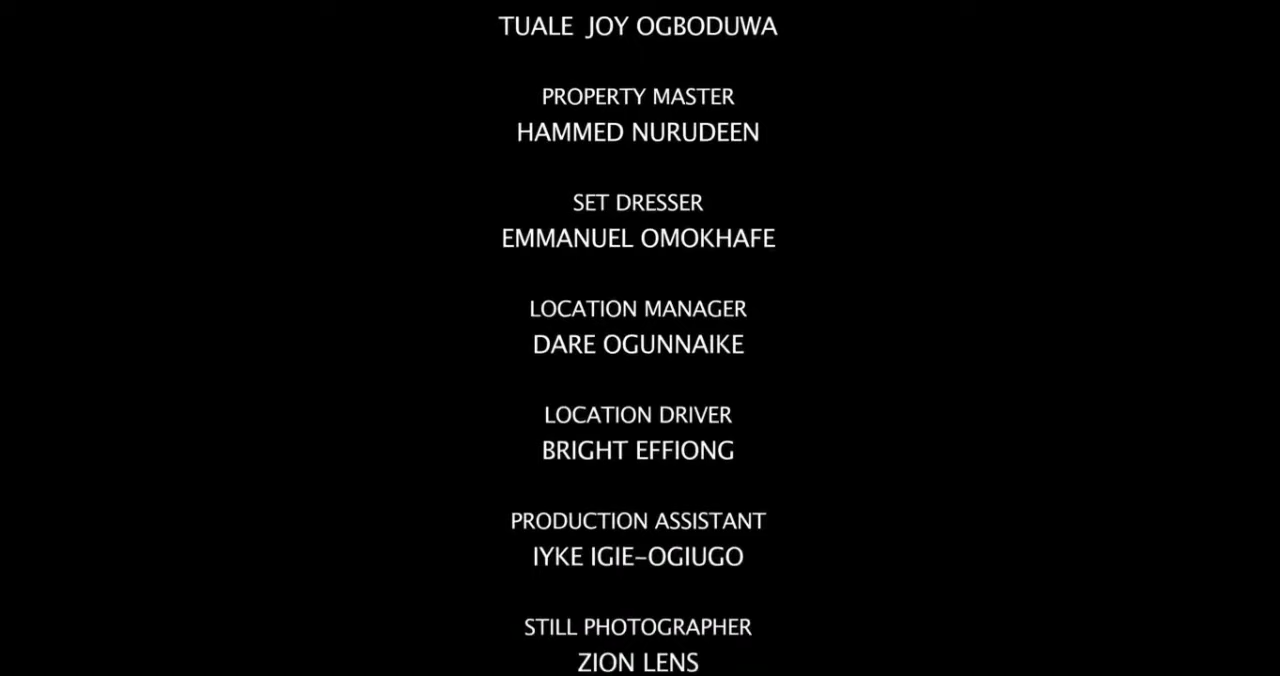 TUALE JOY OGBODUWA
PROPERTY MASTER
HAMMED NURUDEEN
SET DRESSER
EMMANUEL OMOKHAFE
LOCATION MANAGER
DARE OGUNNAIKE
LOCATION DRIVER
BRIGHT EFFIONG
PRODUCTION ASSISTANT
IYKE IGIE–OGIUGO
STILL PHOTOGRAPHER
ZION LENS